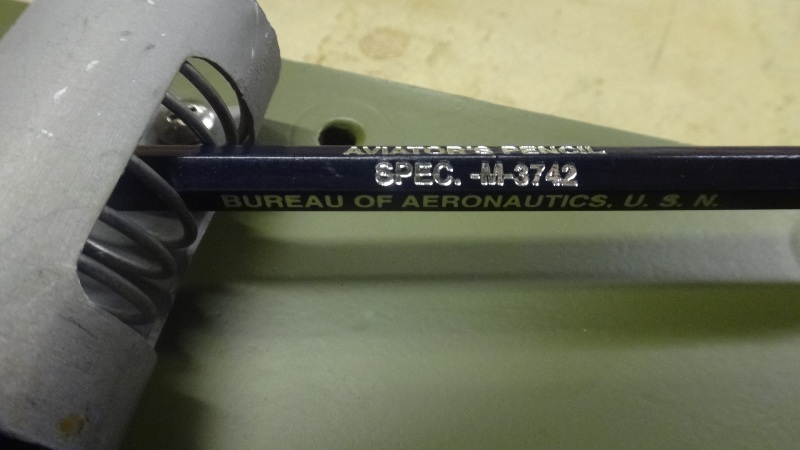 AVIATOR'S PENCIL
SPEC. -M-3742
BUREAU OF AERONAUTICS, U. S. N.